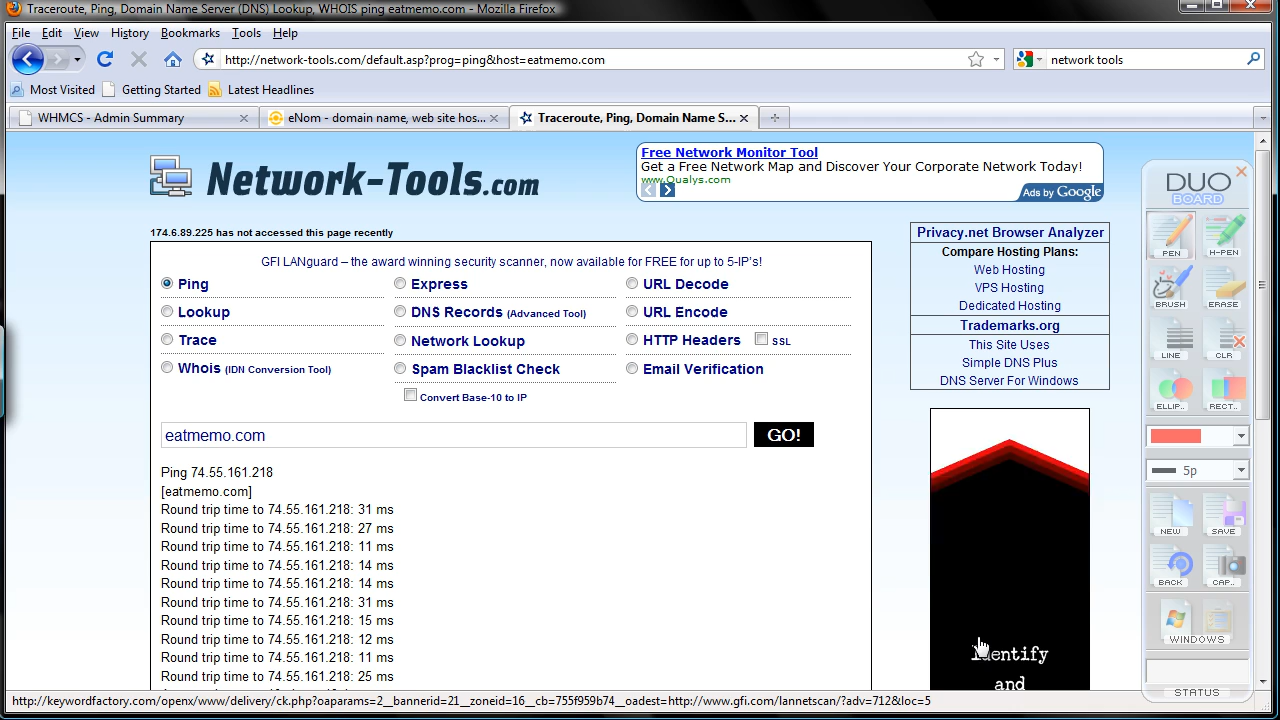 Traceroute, Ping, Domain Name Server (DNS) Lookup, WHOIS ping eatmemo.com - Mozilla Firefox
File Edit View History Bookmarks Tools Help
http://network-tools.com/default.asp?prog=ping&host=eatmemo.com
network tools
Most Visited Getting Started Latest Headlines
WHMCS - Admin Summary
eNom - domain name, web site hos...
Traceroute, Ping, Domain Name S...
Network-Tools.com
Free Network Monitor Tool
Get a Free Network Map and Discover Your Corporate Network Today!
www.Qualys.com
Ads by Google
174.6.89.225 has not accessed this page recently
GFI LANguard – the award winning security scanner, now available for FREE for up to 5-IP's!
Ping Express URL Decode
Lookup DNS Records (Advanced Tool) URL Encode
Trace Network Lookup HTTP Headers SSL
Whois (IDN Conversion Tool) Spam Blacklist Check Email Verification
Convert Base-10 to IP
eatmemo.com GO!
Ping 74.55.161.218
[eatmemo.com]
Round trip time to 74.55.161.218: 31 ms
Round trip time to 74.55.161.218: 27 ms
Round trip time to 74.55.161.218: 11 ms
Round trip time to 74.55.161.218: 14 ms
Round trip time to 74.55.161.218: 14 ms
Round trip time to 74.55.161.218: 31 ms
Round trip time to 74.55.161.218: 15 ms
Round trip time to 74.55.161.218: 12 ms
Round trip time to 74.55.161.218: 11 ms
Round trip time to 74.55.161.218: 25 ms
Privacy.net Browser Analyzer
Compare Hosting Plans:
Web Hosting
VPS Hosting
Dedicated Hosting
Trademarks.org
This Site Uses
Simple DNS Plus
DNS Server For Windows
Identify
and
DUO
BOARD
PEN H-PEN
BRUSH ERASE
LINE CLR
ELLIP.. RECT..
5p
NEW SAVE
BACK CAP..
WINDOWS
STATUS
http://keywordfactory.com/openx/www/delivery/ck.php?oaparams=2__bannerid=21__zoneid=16__cb=755f959b74__oadest=http://www.gfi.com/lannetscan/?adv=712&loc=5